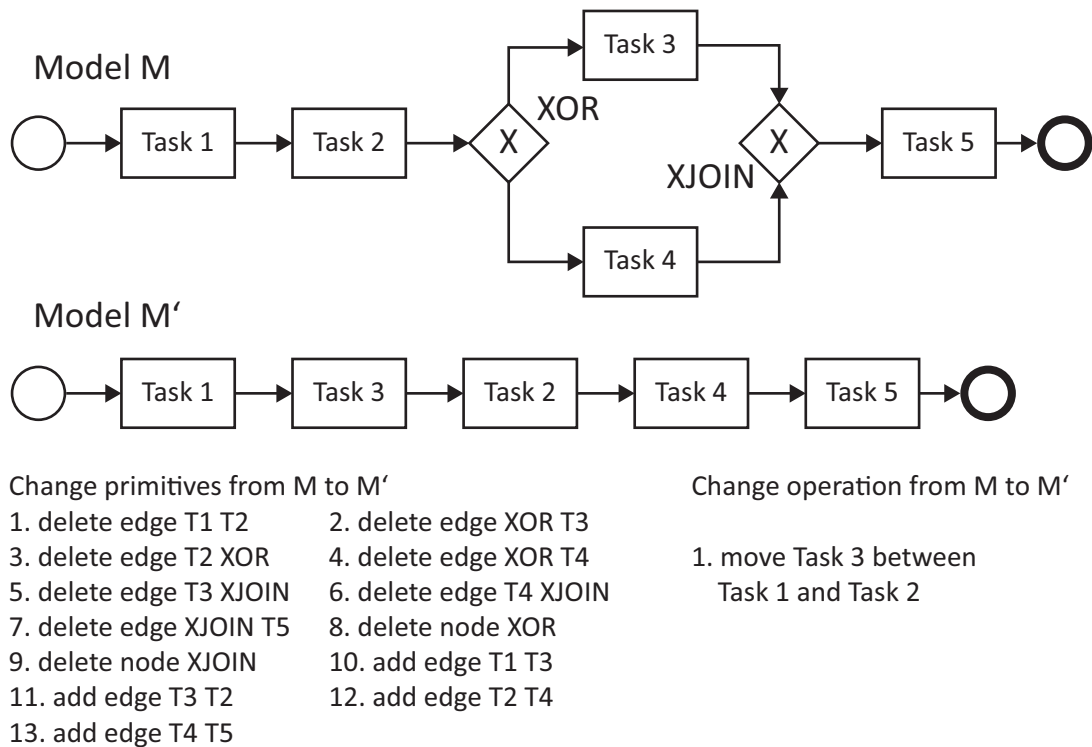 Model M
Task 3
XOR
Task 1
Task 2
X
X
Task 5
XJOIN
Task 4
Model M‘
Task 1
Task 3
Task 2
Task 4
Task 5
Change primitives from M to M‘
1. delete edge T1 T2
2. delete edge XOR T3
3. delete edge T2 XOR
4. delete edge XOR T4
5. delete edge T3 XJOIN
6. delete edge T4 XJOIN
7. delete edge XJOIN T5
8. delete node XOR
9. delete node XJOIN
10. add edge T1 T3
11. add edge T3 T2
12. add edge T2 T4
13. add edge T4 T5
Change operation from M to M‘
1. move Task 3 between
Task 1 and Task 2